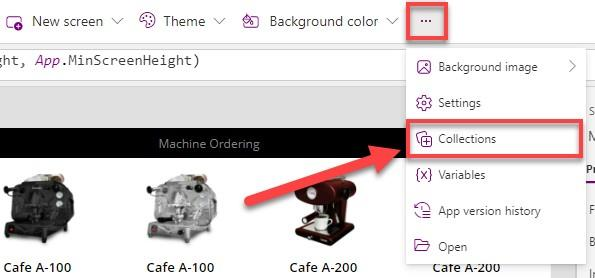 New screen
Theme
Background color
...
ght, App.MinScreenHeight)
Background image
Settings
Collections
Variables
App version history
Open
Machine Ordering
Cafe A-100
Cafe A-100
Cafe A-200
Cafe A-200